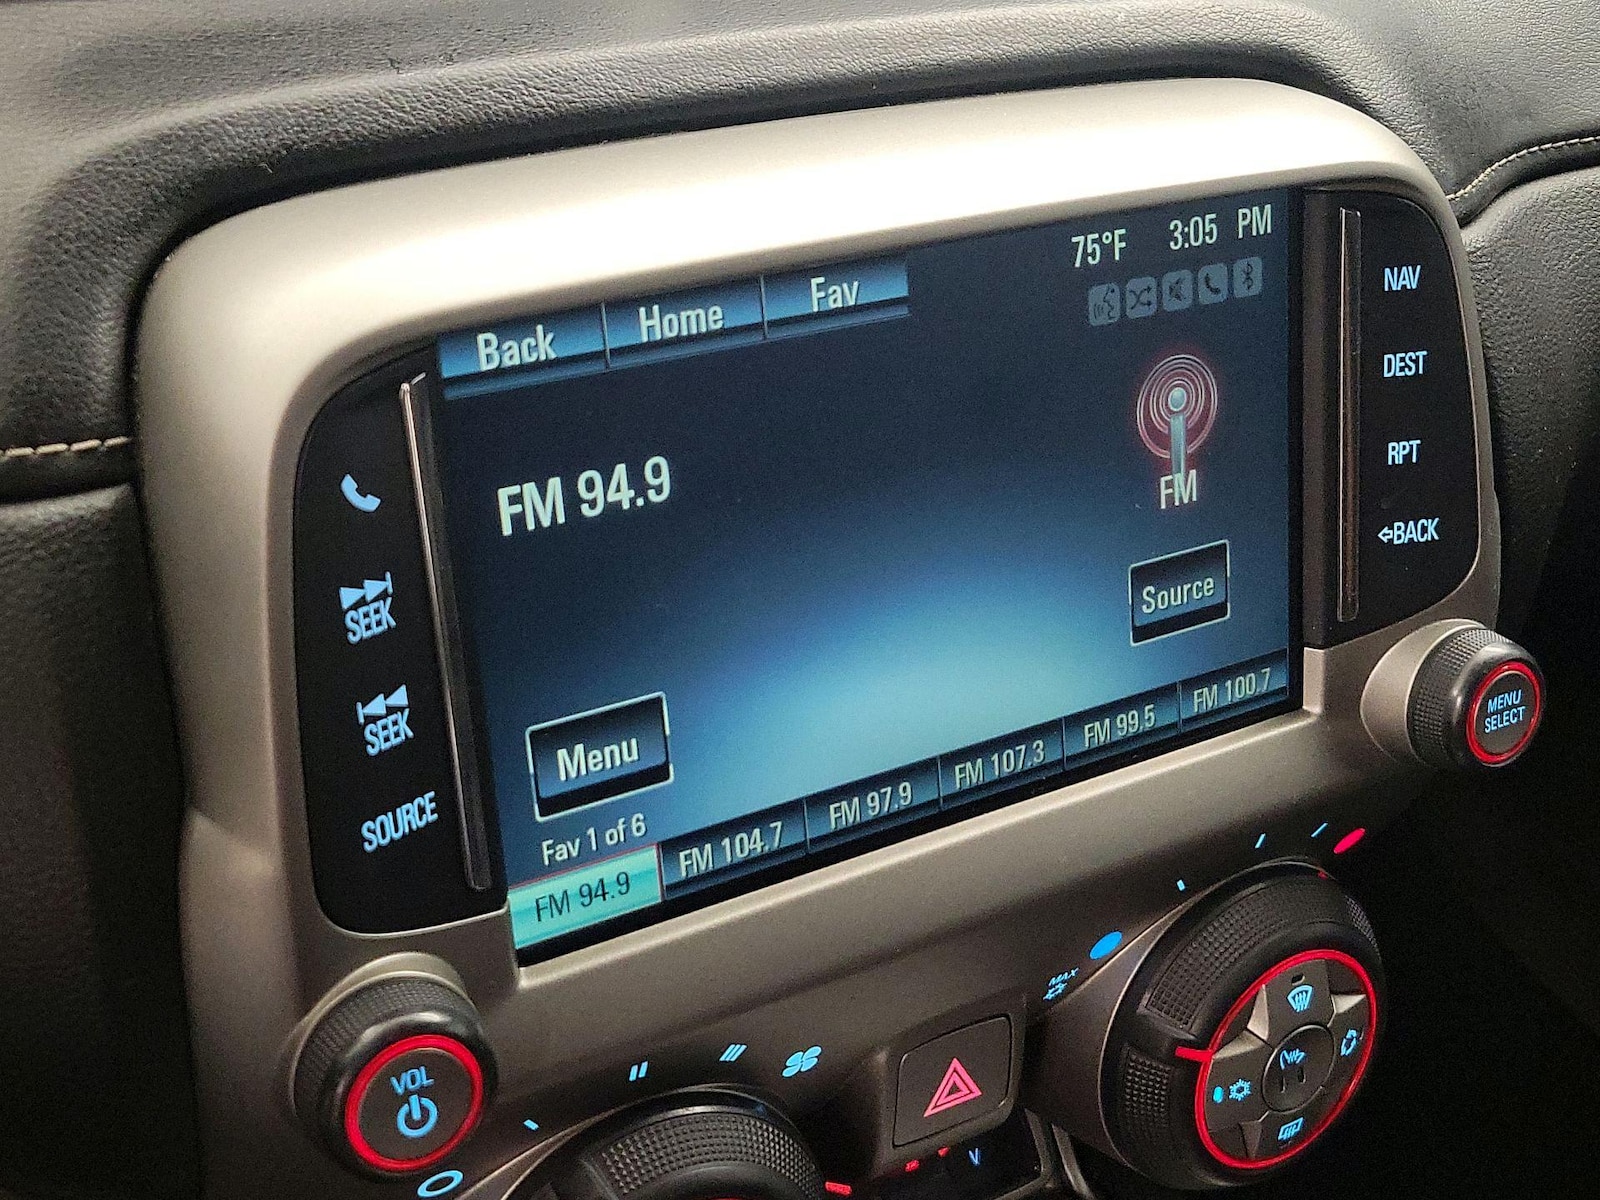 75°F 3:05 PM
Back Home Fav
NAV
DEST
RPT
BACK
FM 94.9
FM
SEEK
SEEK
SOURCE
Source
Menu
MENU
SELECT
Fav 1 of 6
FM 94.9 FM 104.7 FM 97.9 FM 107.3 FM 99.5 FM 100.7
MAX
VOL
V